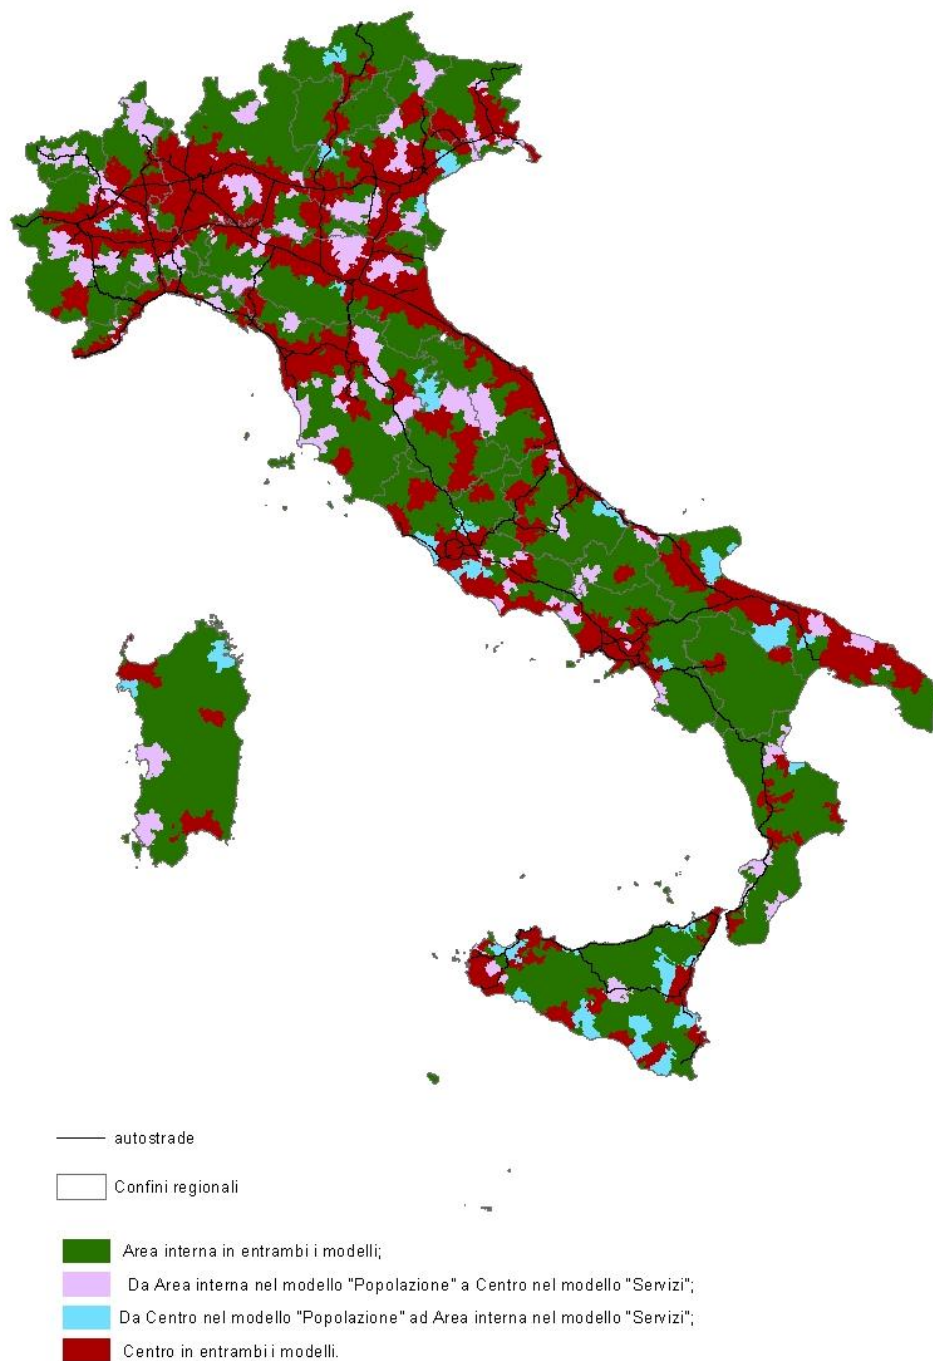 autostrade
Confini regionali
Area interna in entrambi i modelli;
Da Area interna nel modello "Popolazione" a Centro nel modello "Servizi";
Da Centro nel modello "Popolazione" ad Area interna nel modello "Servizi";
Centro in entrambi i modelli.